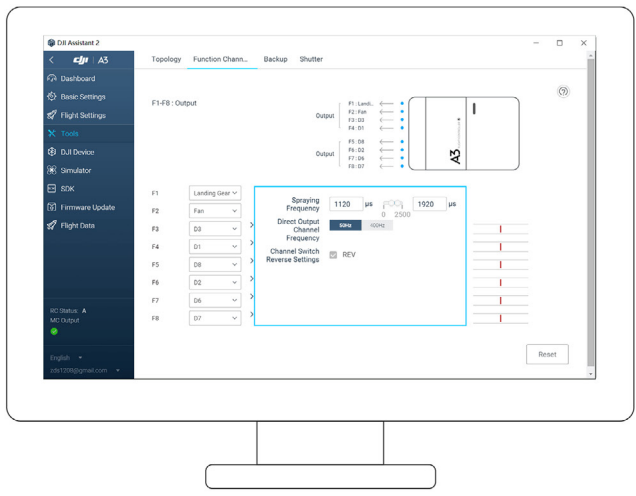 DJI Assistant 2
dji A3
Topology Function Chann... Backup Shutter
Dashboard
Basic Settings
Flight Settings
Tools
DJI Device
Simulator
SDK
Firmware Update
Flight Data
RC Status: A
MC Output
English
F1-F8 : Output
Output
F1 : Landi..
F2 : Fan
F3 : D3
F4 : D1
Output
F5 : D8
F6 : D2
F7 : D6
F8 : D7
A3
F1 Landing Gear
F2 Fan
F3 D3
F4 D1
F5 D8
F6 D2
F7 D6
F8 D7
Spraying
Frequency
1120 μs 1920 μs
0 2500
Direct Output
Channel
Frequency
50Hz 400Hz
Channel Switch
Reverse Settings
REV
Reset